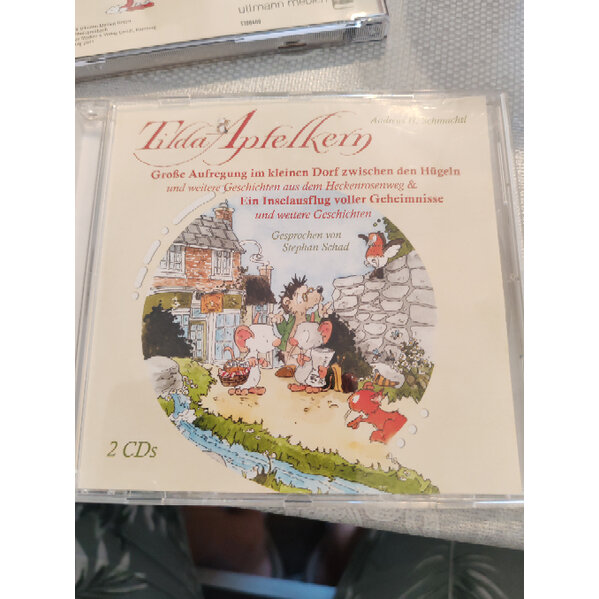 ullmann medien
Tilda Apfelkern
Andreas H. Schmachtl
Große Aufregung im kleinen Dorf zwischen den Hügeln
und weitere Geschichten aus dem Heckenrosenweg &
Ein Inselausflug voller Geheimnisse
und weitere Geschichten
Gesprochen von
Stephan Schad
2 CDs